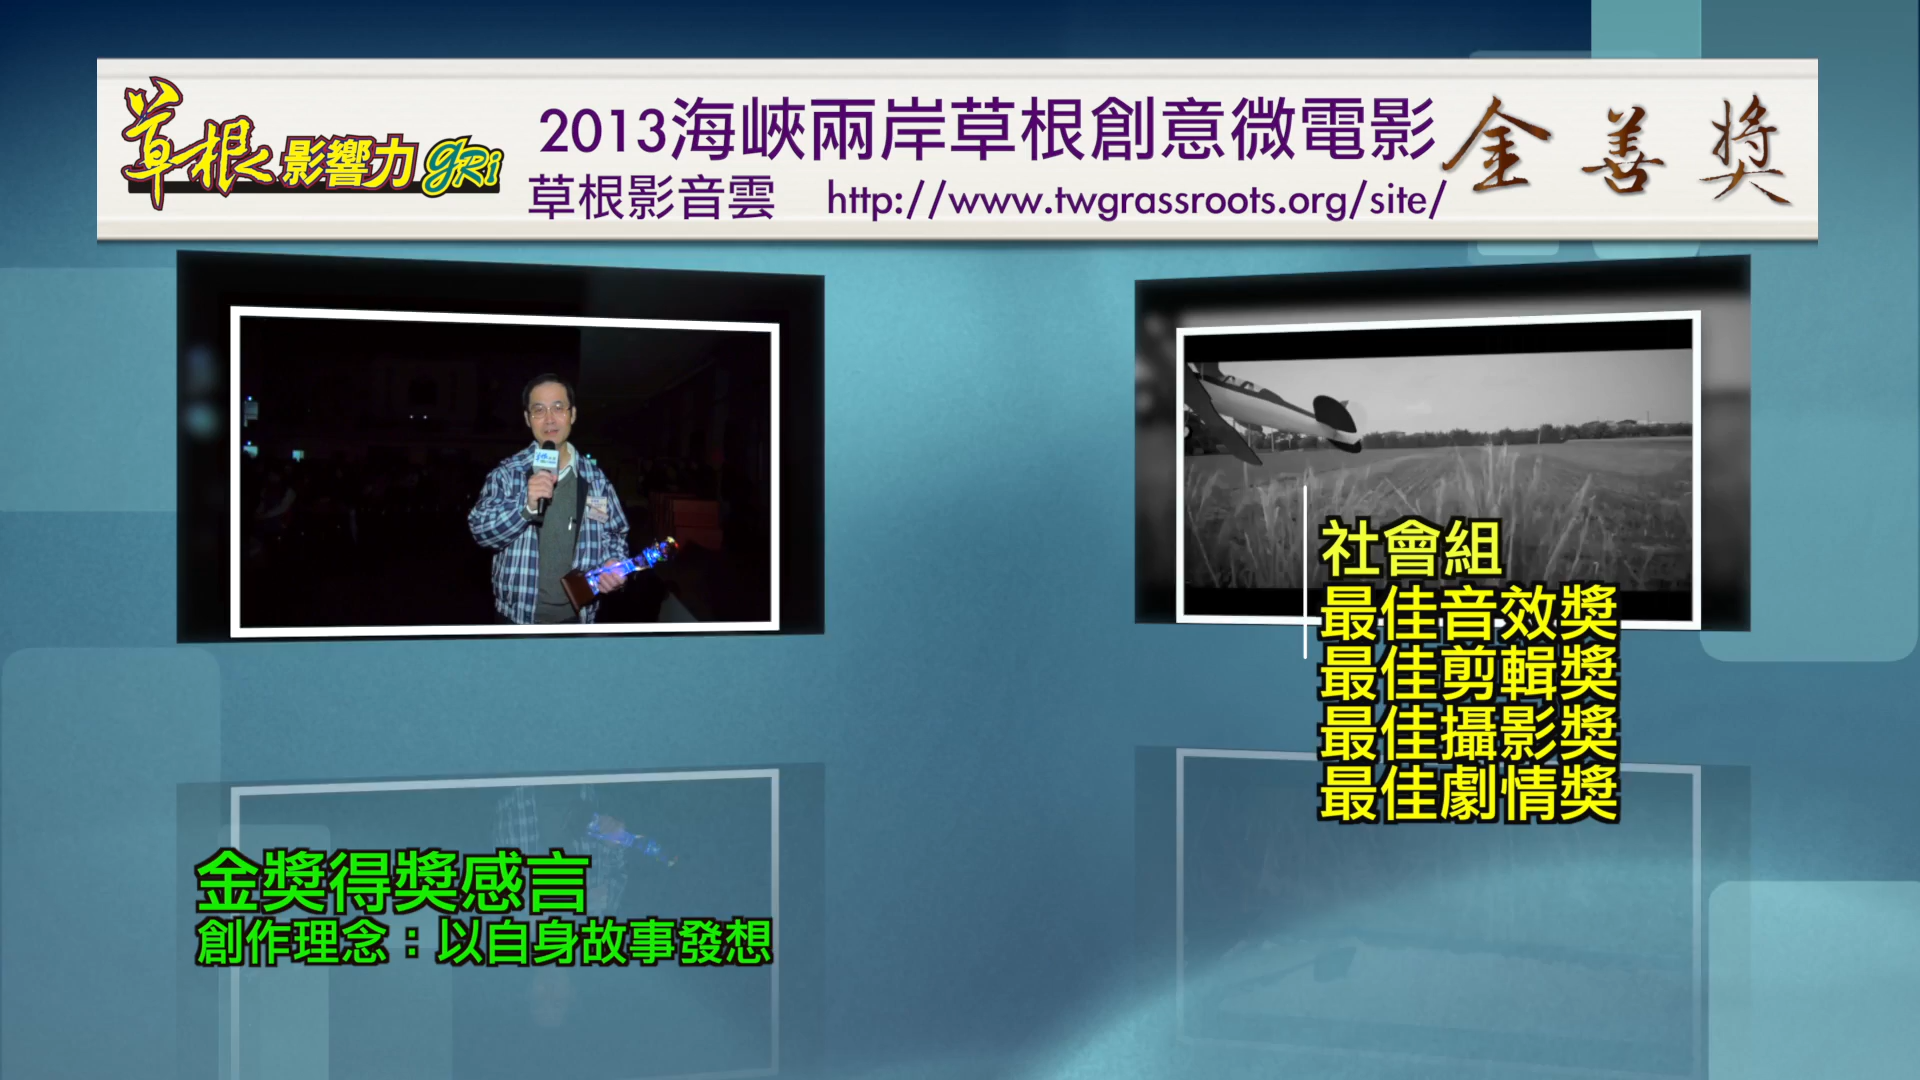 草根影響力 gRi
2013海峽兩岸草根創意微電影
金善獎
草根影音雲 http://www.twgrassroots.org/site/
社會組
最佳音效獎
最佳剪輯獎
最佳攝影獎
最佳劇情獎
金獎得獎感言
創作理念：以自身故事發想